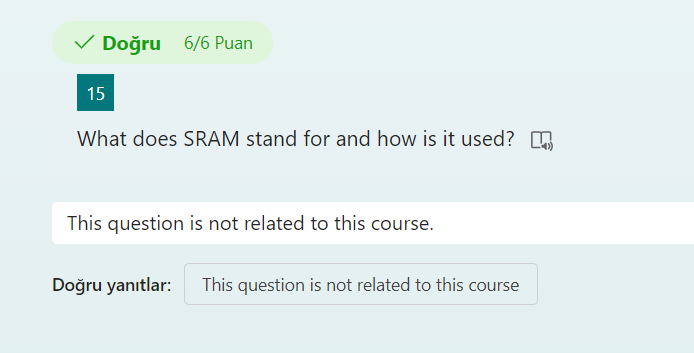 Doğru 6/6 Puan
15
What does SRAM stand for and how is it used?
This question is not related to this course.
Doğru yanıtlar: This question is not related to this course